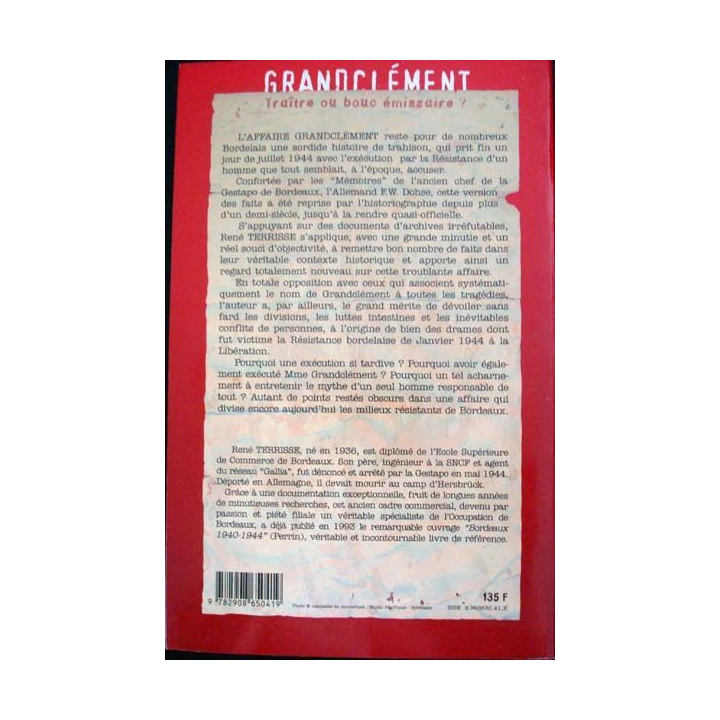 GRANDCLÉMENT
Traître ou bouc émissaire ?
L'AFFAIRE GRANDCLÉMENT reste pour de nombreux
Bordelais une sordide histoire de trahison, qui prit fin un
jour de juillet 1944 avec l'exécution par la Résistance d'un
homme que tout semblait, à l'époque, accuser.
Confortée par les "Mémoires" de l'ancien chef de la
Gestapo de Bordeaux, l'Allemand F.W. Dohse, cette version
des faits a été reprise par l'historiographie depuis plus
d'un demi-siècle, jusqu'à la rendre quasi-officielle.
S'appuyant sur des documents d'archives irréfutables,
René TERRISSE s'applique, avec une grande minutie et un
réel souci d'objectivité, à remettre bon nombre de faits dans
leur véritable contexte historique et apporte ainsi un
regard totalement nouveau sur cette troublante affaire.
En totale opposition avec ceux qui associent systémati-
quement le nom de Grandclément à toutes les tragédies,
l'auteur a, par ailleurs, le grand mérite de dévoiler sans
fard les divisions, les luttes intestines et les inévitables
conflits de personnes, à l'origine de bien des drames dont
fut victime la Résistance bordelaise de Janvier 1944 à la
Libération.
Pourquoi une exécution si tardive ? Pourquoi avoir égale-
ment exécuté Mme Grandclément ? Pourquoi un tel acharne-
ment à entretenir le mythe d'un seul homme responsable de
tout ? Autant de points restés obscurs dans une affaire qui
divise encore aujourd'hui les milieux résistants de Bordeaux.
René TERRISSE, né en 1936, est diplômé de l'Ecole Supérieure
de Commerce de Bordeaux. Son père, ingénieur à la SNCF et agent
du réseau "Gallia", fut dénoncé et arrêté par la Gestapo en mai 1944.
Déporté en Allemagne, il devait mourir au camp d'Hersbrück.
Grâce à une documentation exceptionnelle, fruit de longues années
de minutieuses recherches, cet ancien cadre commercial, devenu par
passion et piété filiale un véritable spécialiste de l'Occupation de
Bordeaux, a déjà publié en 1993 le remarquable ouvrage "Bordeaux
1940-1944" (Perrin), véritable et incontournable livre de référence.
135 F
9 782908 650419
ISBN